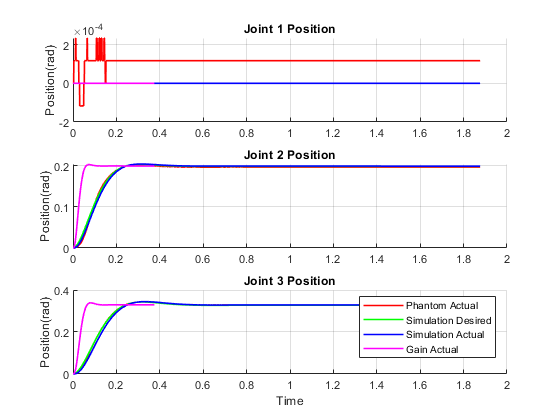 Joint 1 Position
×10-4
2
0
-2
Position(rad)
0 0.2 0.4 0.6 0.8 1 1.2 1.4 1.6 1.8 2
Joint 2 Position
0.2
0.1
0
Position(rad)
0 0.2 0.4 0.6 0.8 1 1.2 1.4 1.6 1.8 2
Joint 3 Position
0.4
0.2
0
Position(rad)
Phantom Actual
Simulation Desired
Simulation Actual
Gain Actual
0 0.2 0.4 0.6 0.8 1 1.2 1.4 1.6 1.8 2
Time